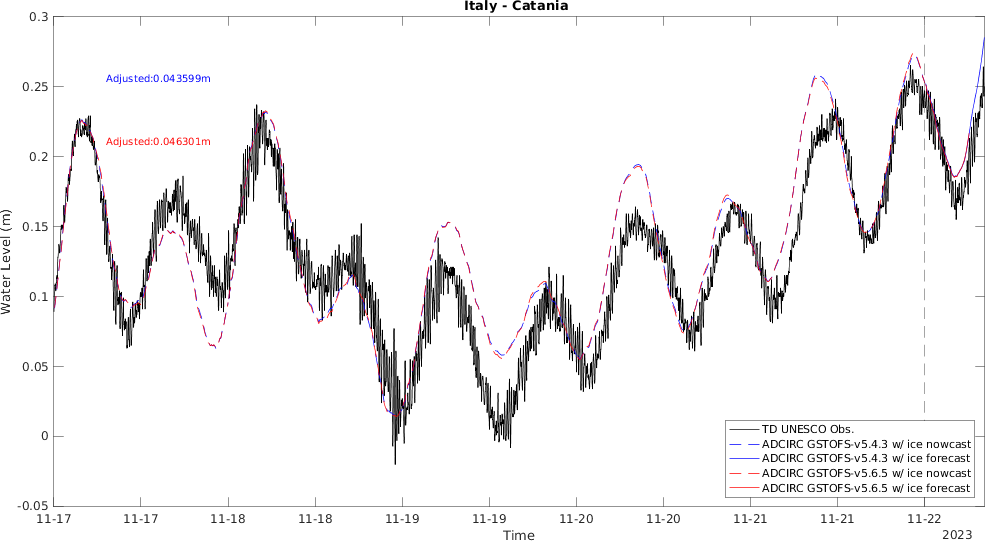 Italy - Catania
0.3
0.25
0.2
0.15
0.1
0.05
0
-0.05
Water Level (m)
Adjusted:0.043599m
Adjusted:0.046301m
TD UNESCO Obs.
ADCIRC GSTOFS-v5.4.3 w/ ice nowcast
ADCIRC GSTOFS-v5.4.3 w/ ice forecast
ADCIRC GSTOFS-v5.6.5 w/ ice nowcast
ADCIRC GSTOFS-v5.6.5 w/ ice forecast
11-17 11-17 11-18 11-18 11-19 11-19 11-20 11-20 11-21 11-21 11-22
Time
2023